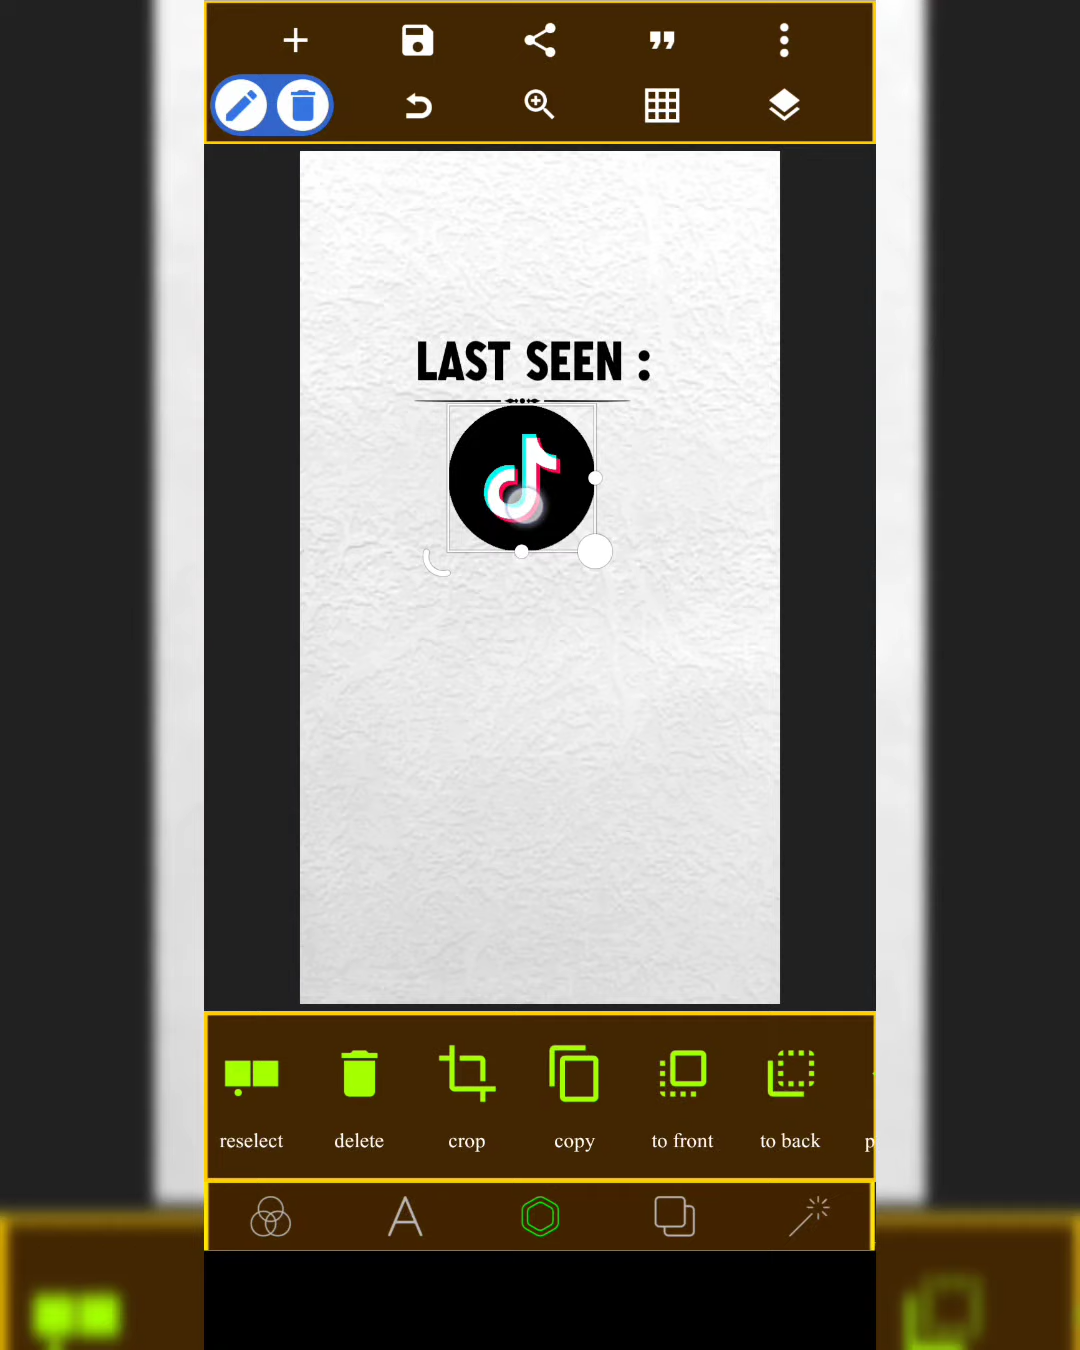 LAST SEEN :
reselect
delete
crop
copy
to front
to back
p